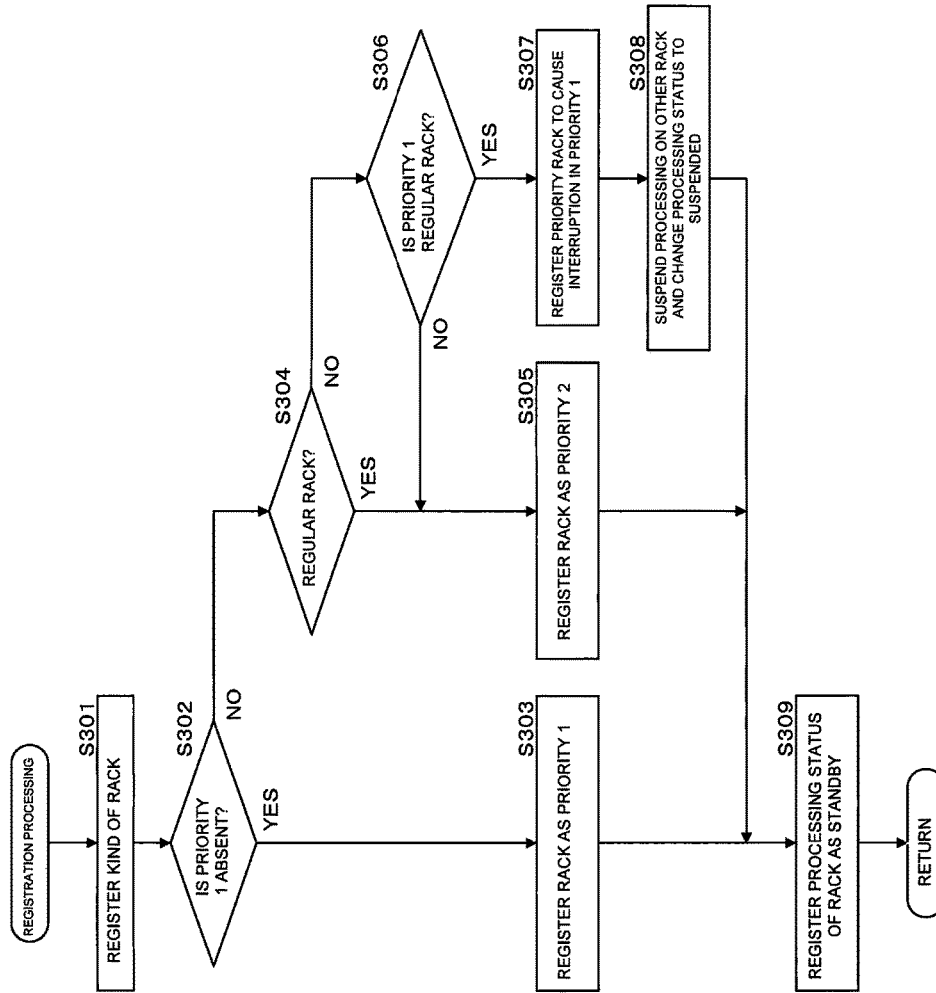 REGISTRATION PROCESSING
S301
REGISTER KIND OF RACK
S302
IS PRIORITY
1 ABSENT?
NO
YES
S303
REGISTER RACK AS PRIORITY 1
S304
REGULAR RACK?
NO
YES
S305
REGISTER RACK AS PRIORITY 2
S306
IS PRIORITY 1
REGULAR RACK?
YES
NO
S307
REGISTER PRIORITY RACK TO CAUSE
INTERRUPTION IN PRIORITY 1
S308
SUSPEND PROCESSING ON OTHER RACK
AND CHANGE PROCESSING STATUS TO
SUSPENDED
S309
REGISTER PROCESSING STATUS
OF RACK AS STANDBY
RETURN